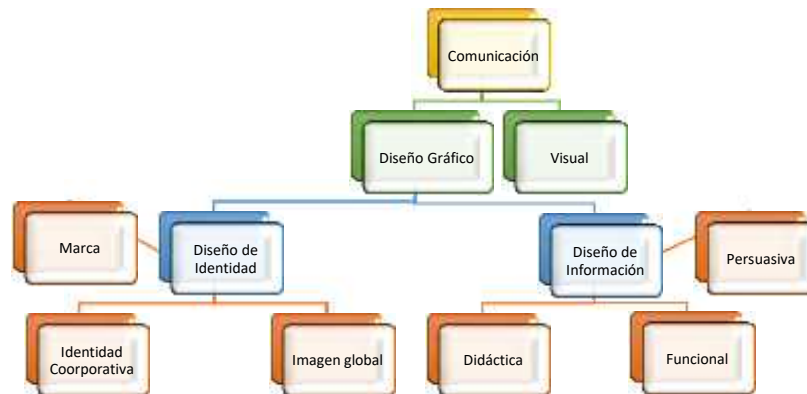 Comunicación
Diseño Gráfico
Visual
Marca
Diseño de
Identidad
Diseño de
Información
Persuasiva
Identidad
Coorporativa
Imagen global
Didáctica
Funcional